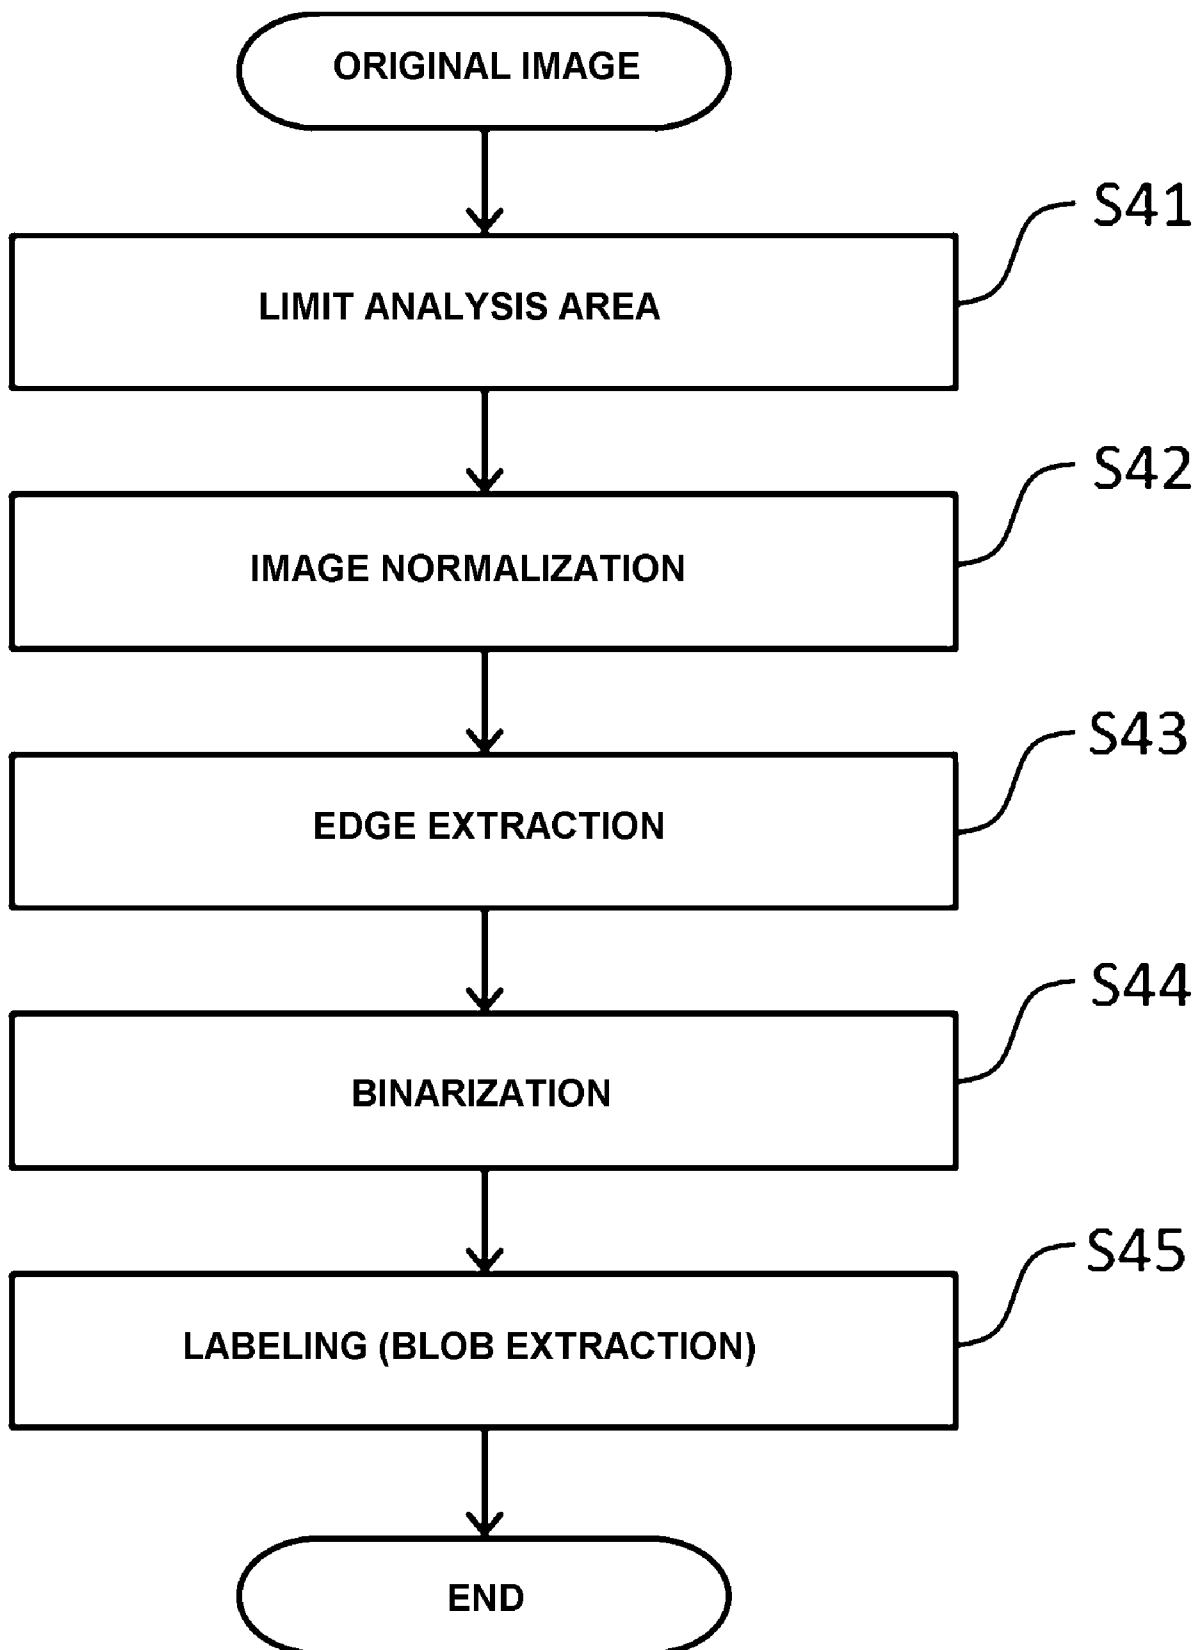 ORIGINAL IMAGE
S41
LIMIT ANALYSIS AREA
S42
IMAGE NORMALIZATION
S43
EDGE EXTRACTION
S44
BINARIZATION
S45
LABELING (BLOB EXTRACTION)
END